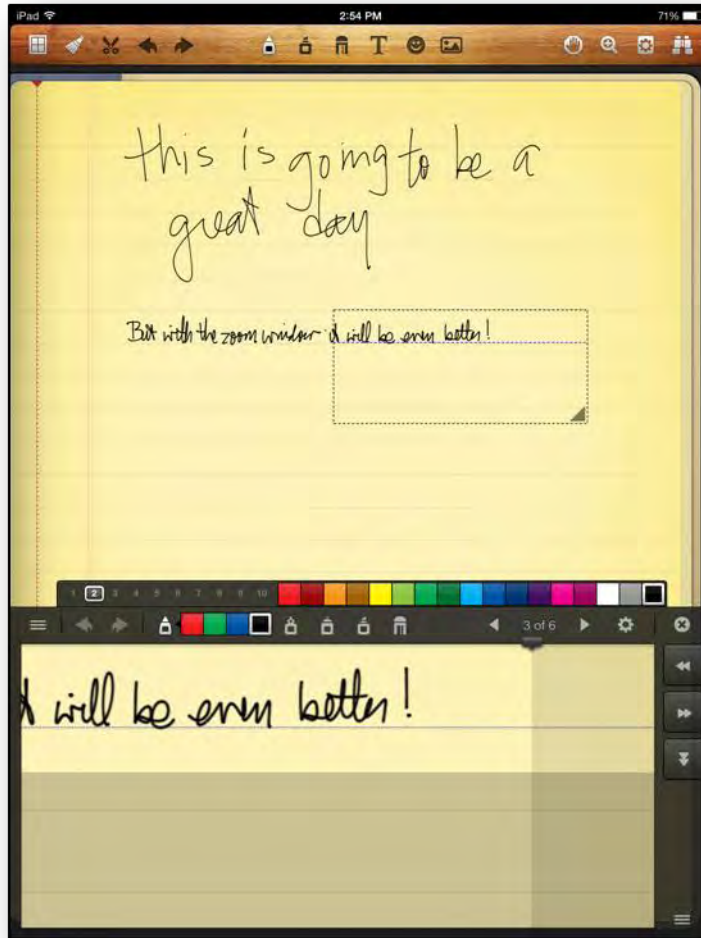 iPad 2:54 PM 71%
T
this is going to be a
great day
But with the zoom window it will be even better!
1 2 3 4 5 6 7 8 9 10
3 of 6
it will be even better!